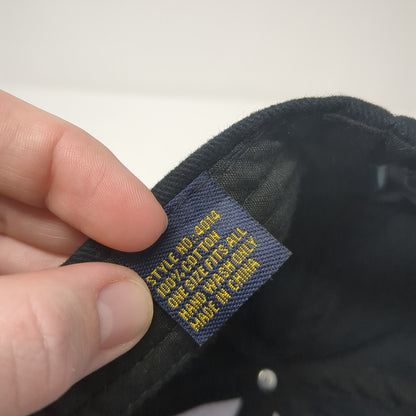 STYLE NO.:4014
100% COTTON
ONE SIZE FITS ALL
HAND WASH ONLY
MADE IN CHINA